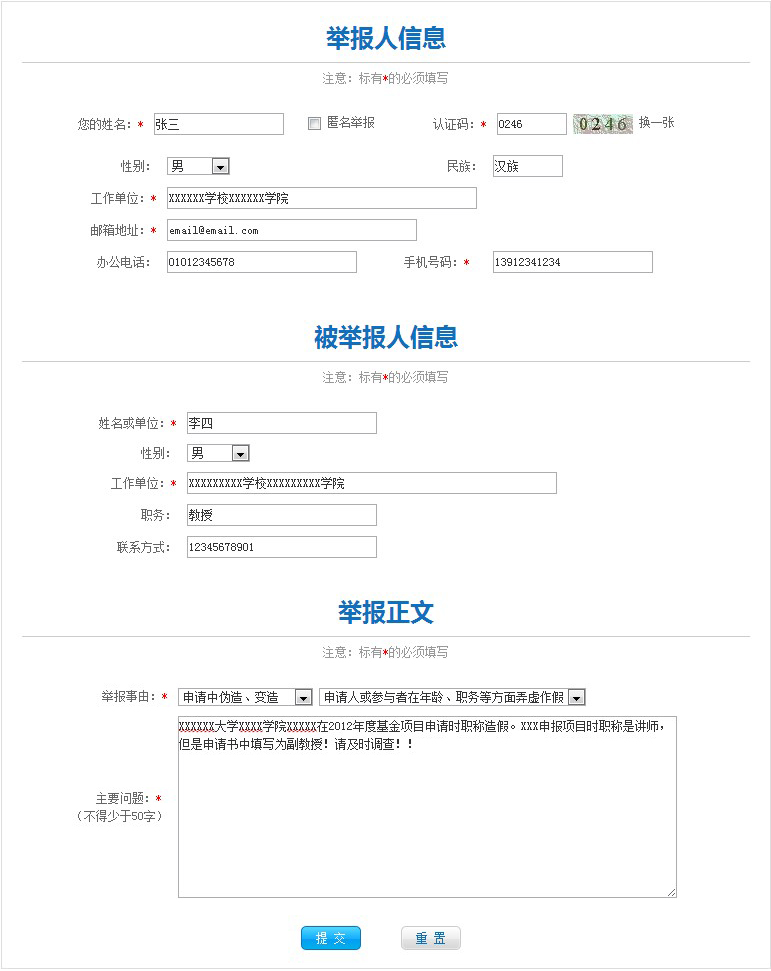 举报人信息
注意：标有*的必须填写
您的姓名：* 张三 匿名举报 认证码：* 0246 0246 换一张
性别： 男 民族： 汉族
工作单位：* XXXXXX学校XXXXXX学院
邮箱地址：* email@email.com
办公电话： 01012345678 手机号码：* 13912341234
被举报人信息
注意：标有*的必须填写
姓名或单位：* 李四
性别： 男
工作单位：* XXXXXXXXX学校XXXXXXXXX学院
职务： 教授
联系方式： 12345678901
举报正文
注意：标有*的必须填写
举报事由：* 申请中伪造、变造 申请人或参与者在年龄、职务等方面弄虚作假
XXXXXX大学XXXX学院XXXXX在2012年度基金项目申请时职称造假。XXX申报项目时职称是讲师，
但是申请书中填写为副教授！请及时调查！！
主要问题：*
（不得少于50字）
提 交 重 置